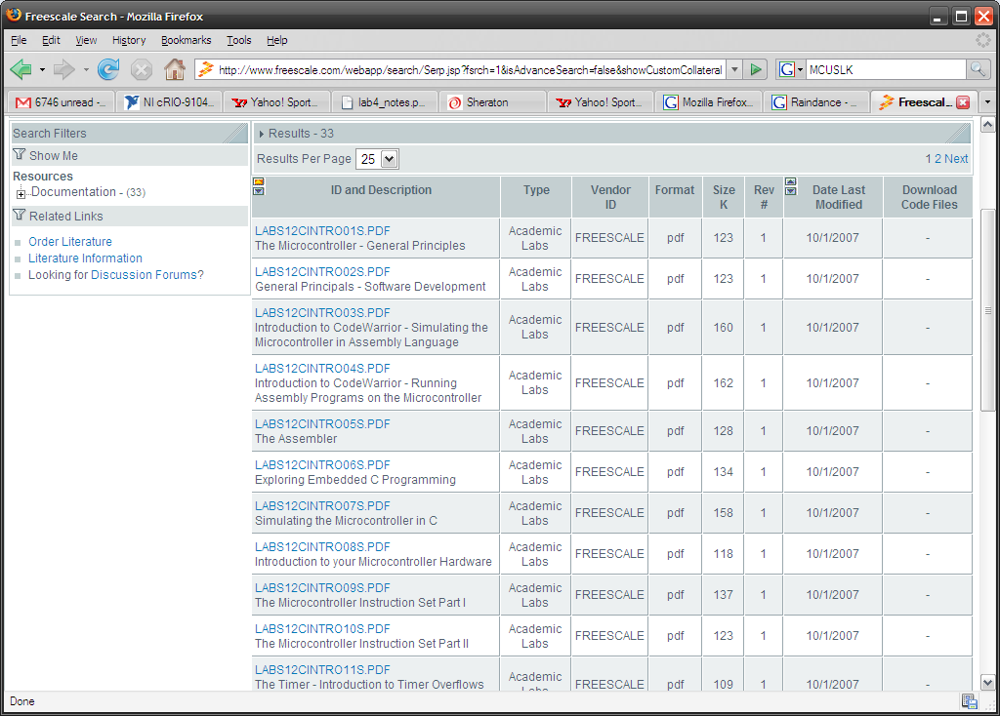 Freescale Search - Mozilla Firefox
File Edit View History Bookmarks Tools Help
http://www.freescale.com/webapp/search/Serp.jsp?fsrch=1&isAdvanceSearch=false&showCustomCollateral
MCUSLK
6746 unread -... NI cRIO-9104... Yahoo! Sport... lab4_notes.p... Sheraton Yahoo! Sport... Mozilla Firefox... Raindance - ... Freescal...
Search Filters
Show Me
Resources
Documentation - (33)
Related Links
Order Literature
Literature Information
Looking for Discussion Forums?
Results - 33
Results Per Page 25 1 2 Next
ID and Description Type Vendor ID Format Size K Rev # Date Last Modified Download Code Files
LABS12CINTRO01S.PDF
The Microcontroller - General Principles
Academic Labs FREESCALE pdf 123 1 10/1/2007 -
LABS12CINTRO02S.PDF
General Principals - Software Development
Academic Labs FREESCALE pdf 123 1 10/1/2007 -
LABS12CINTRO03S.PDF
Introduction to CodeWarrior - Simulating the
Microcontroller in Assembly Language
Academic Labs FREESCALE pdf 160 1 10/1/2007 -
LABS12CINTRO04S.PDF
Introduction to CodeWarrior - Running
Assembly Programs on the Microcontroller
Academic Labs FREESCALE pdf 162 1 10/1/2007 -
LABS12CINTRO05S.PDF
The Assembler
Academic Labs FREESCALE pdf 128 1 10/1/2007 -
LABS12CINTRO06S.PDF
Exploring Embedded C Programming
Academic Labs FREESCALE pdf 134 1 10/1/2007 -
LABS12CINTRO07S.PDF
Simulating the Microcontroller in C
Academic Labs FREESCALE pdf 158 1 10/1/2007 -
LABS12CINTRO08S.PDF
Introduction to your Microcontroller Hardware
Academic Labs FREESCALE pdf 118 1 10/1/2007 -
LABS12CINTRO09S.PDF
The Microcontroller Instruction Set Part I
Academic Labs FREESCALE pdf 137 1 10/1/2007 -
LABS12CINTRO10S.PDF
The Microcontroller Instruction Set Part II
Academic Labs FREESCALE pdf 123 1 10/1/2007 -
LABS12CINTRO11S.PDF
The Timer - Introduction to Timer Overflows
Academic Labs FREESCALE pdf 109 1 10/1/2007 -
Done